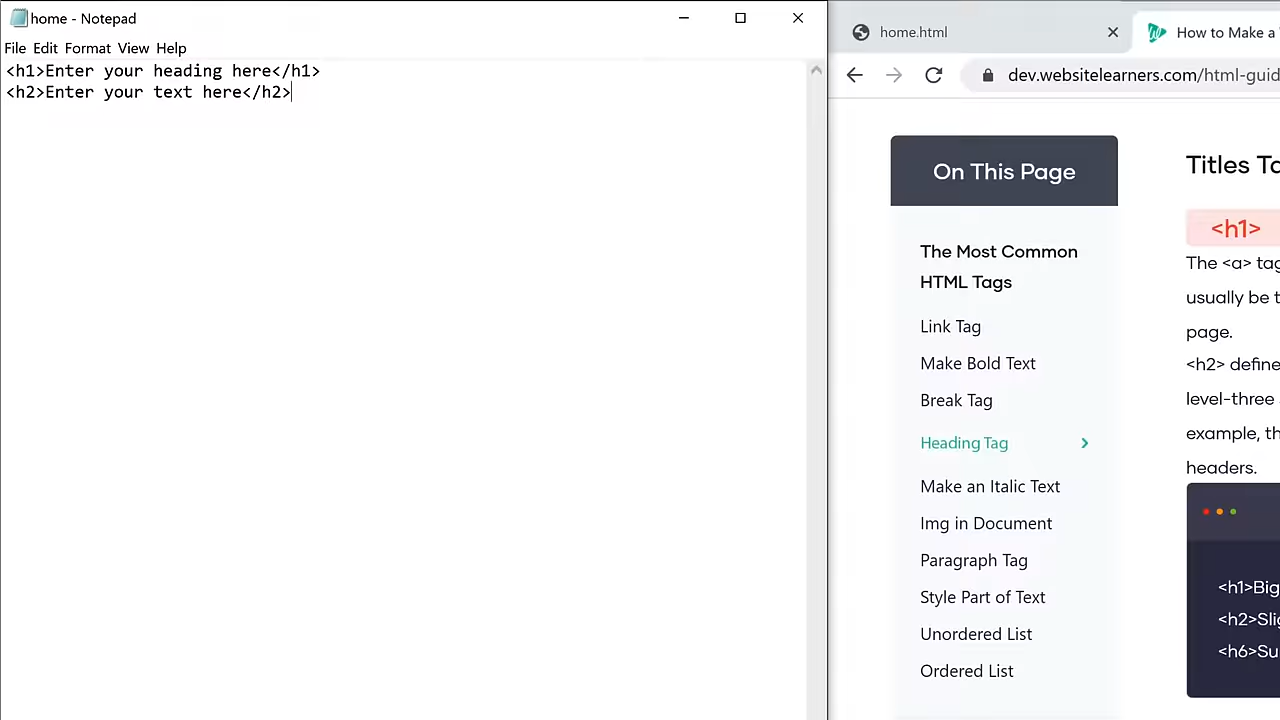 home - Notepad
File Edit Format View Help
<h1>Enter your heading here</h1>
<h2>Enter your text here</h2>
home.html
How to Make a
dev.websitelearners.com/html-guid
On This Page
The Most Common
HTML Tags
Link Tag
Make Bold Text
Break Tag
Heading Tag
Make an Italic Text
Img in Document
Paragraph Tag
Style Part of Text
Unordered List
Ordered List
Titles Ta
<h1>
The <a> tag
usually be t
page.
<h2> define
level-three
example, th
headers.
<h1>Big
<h2>Slig
<h6>Su